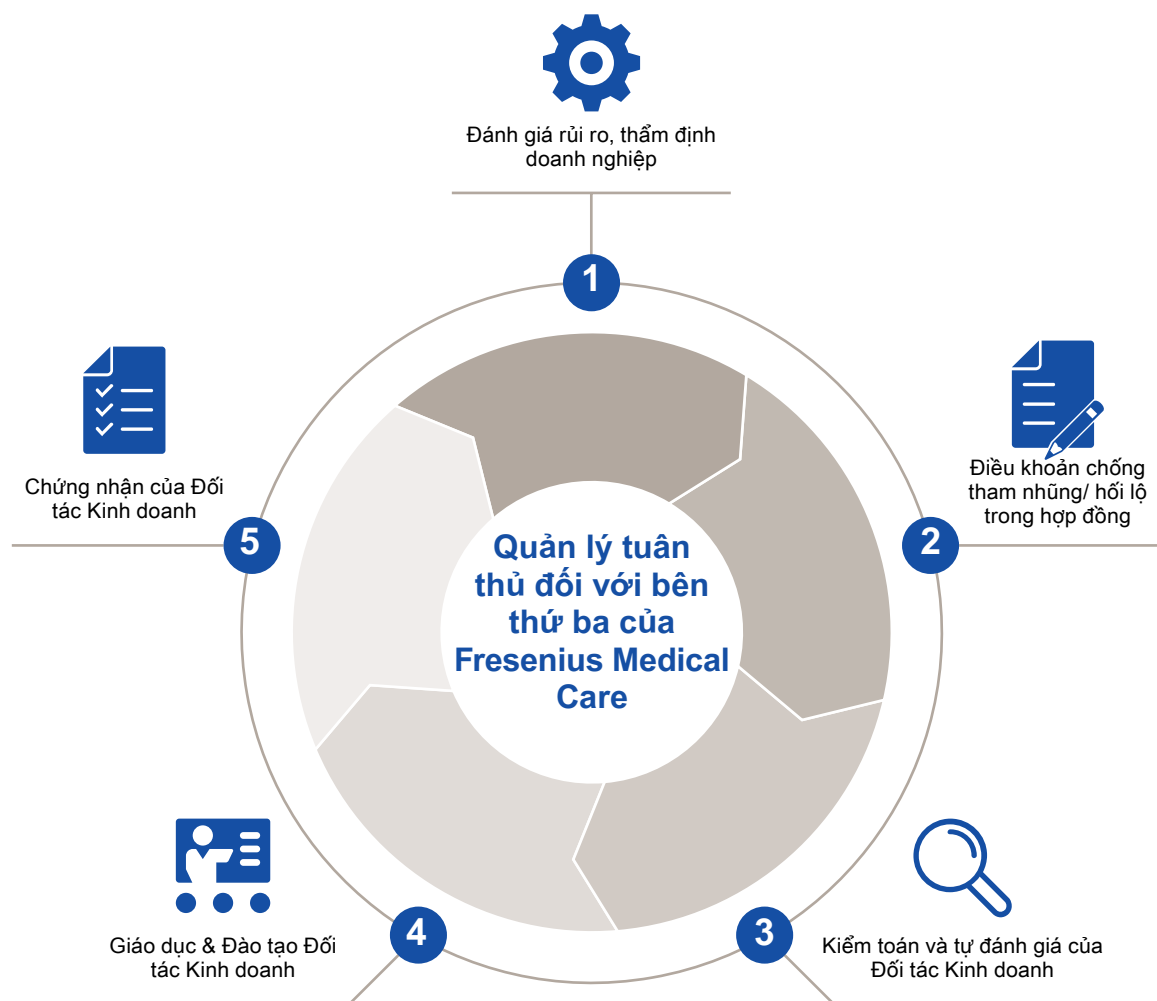 Đánh giá rủi ro, thẩm định
doanh nghiệp
1
Điều khoản chống
tham nhũng/ hối lộ
trong hợp đồng
2
Chứng nhận của Đối
tác Kinh doanh
5
Quản lý tuân
thủ đối với bên
thứ ba của
Fresenius Medical
Care
4
Giáo dục & Đào tạo Đối
tác Kinh doanh
3
Kiểm toán và tự đánh giá của
Đối tác Kinh doanh